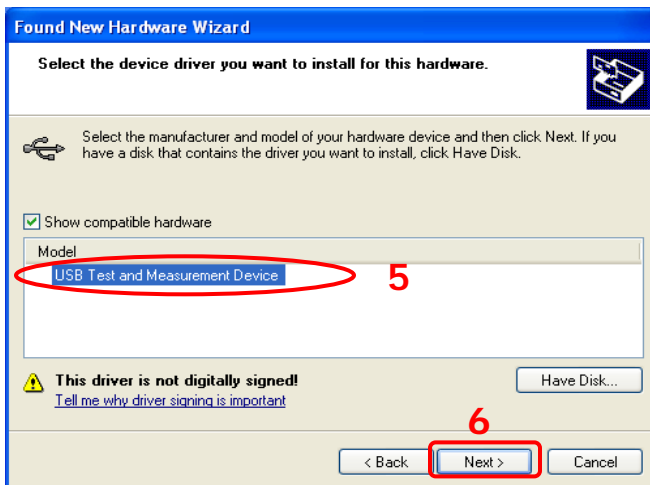 Found New Hardware Wizard
Select the device driver you want to install for this hardware.
Select the manufacturer and model of your hardware device and then click Next. If you
have a disk that contains the driver you want to install, click Have Disk.
Show compatible hardware
Model
USB Test and Measurement Device
5
This driver is not digitally signed!
Have Disk...
Tell me why driver signing is important
6
< Back
Next >
Cancel